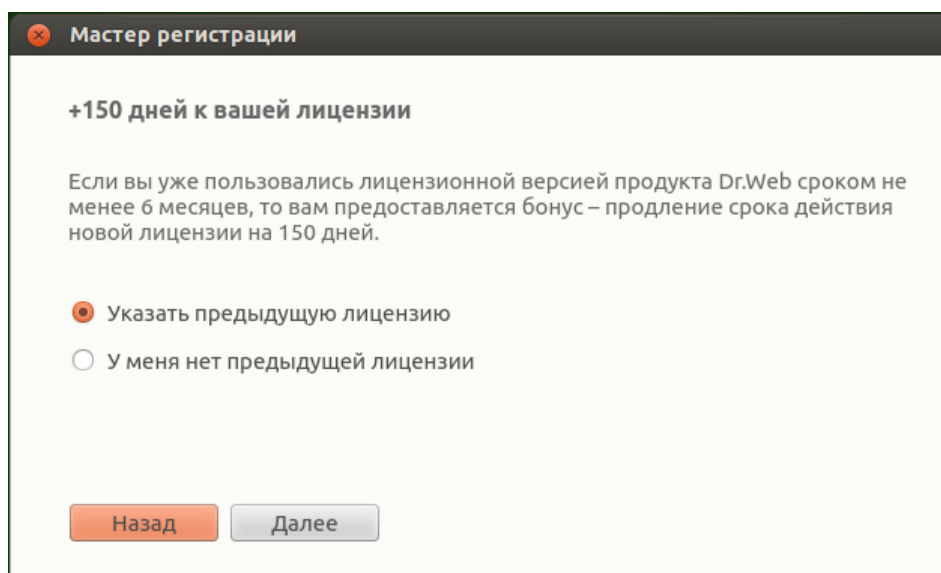 Мастер регистрации
+150 дней к вашей лицензии
Если вы уже пользовались лицензионной версией продукта Dr.Web сроком не
менее 6 месяцев, то вам предоставляется бонус – продление срока действия
новой лицензии на 150 дней.
Указать предыдущую лицензию
У меня нет предыдущей лицензии
Назад Далее